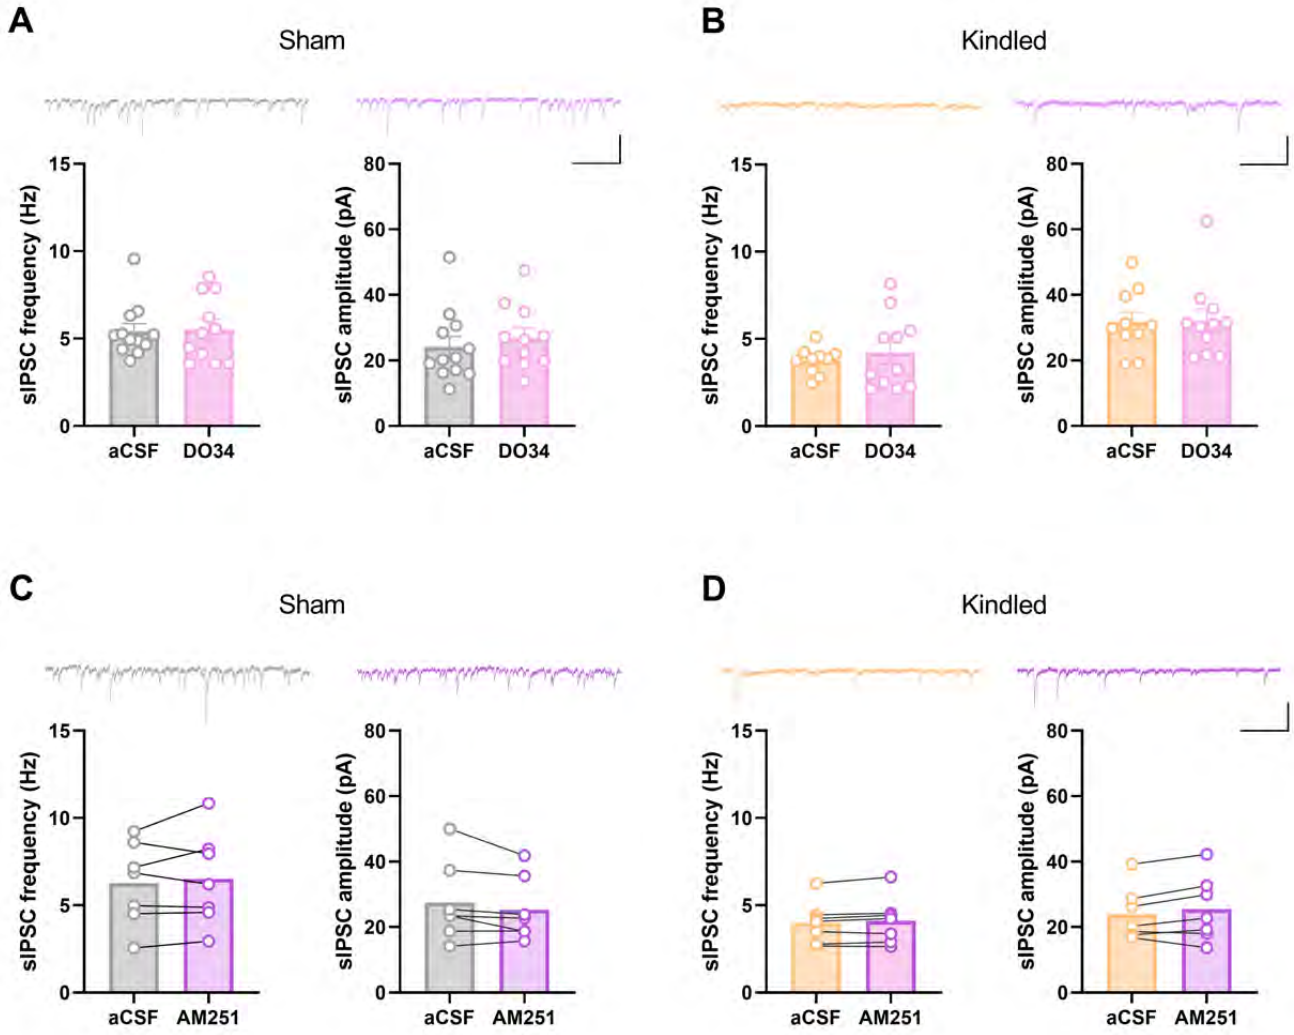 A
Sham
B
Kindled
sIPSC frequency (Hz)
15
10
5
0
aCSF DO34
sIPSC amplitude (pA)
80
60
40
20
0
aCSF DO34
sIPSC frequency (Hz)
15
10
5
0
aCSF DO34
sIPSC amplitude (pA)
80
60
40
20
0
aCSF DO34
C
Sham
D
Kindled
sIPSC frequency (Hz)
15
10
5
0
aCSF AM251
sIPSC amplitude (pA)
80
60
40
20
0
aCSF AM251
sIPSC frequency (Hz)
15
10
5
0
aCSF AM251
sIPSC amplitude (pA)
80
60
40
20
0
aCSF AM251